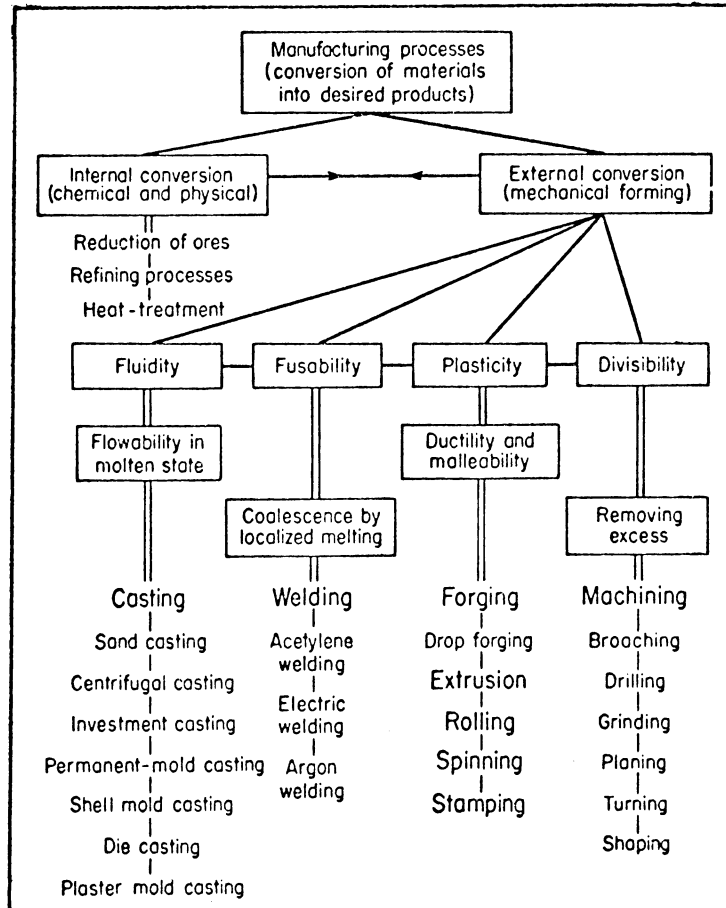 Manufacturing processes
(conversion of materials
into desired products)
Internal conversion
(chemical and physical)
External conversion
(mechanical forming)
Reduction of ores
Refining processes
Heat-treatment
Fluidity
Fusability
Plasticity
Divisibility
Flowability in
molten state
Ductility and
malleability
Coalescence by
localized melting
Removing
excess
Casting
Sand casting
Centrifugal casting
Investment casting
Permanent-mold casting
Shell mold casting
Die casting
Plaster mold casting
Welding
Acetylene
welding
Electric
welding
Argon
welding
Forging
Drop forging
Extrusion
Rolling
Spinning
Stamping
Machining
Broaching
Drilling
Grinding
Planing
Turning
Shaping